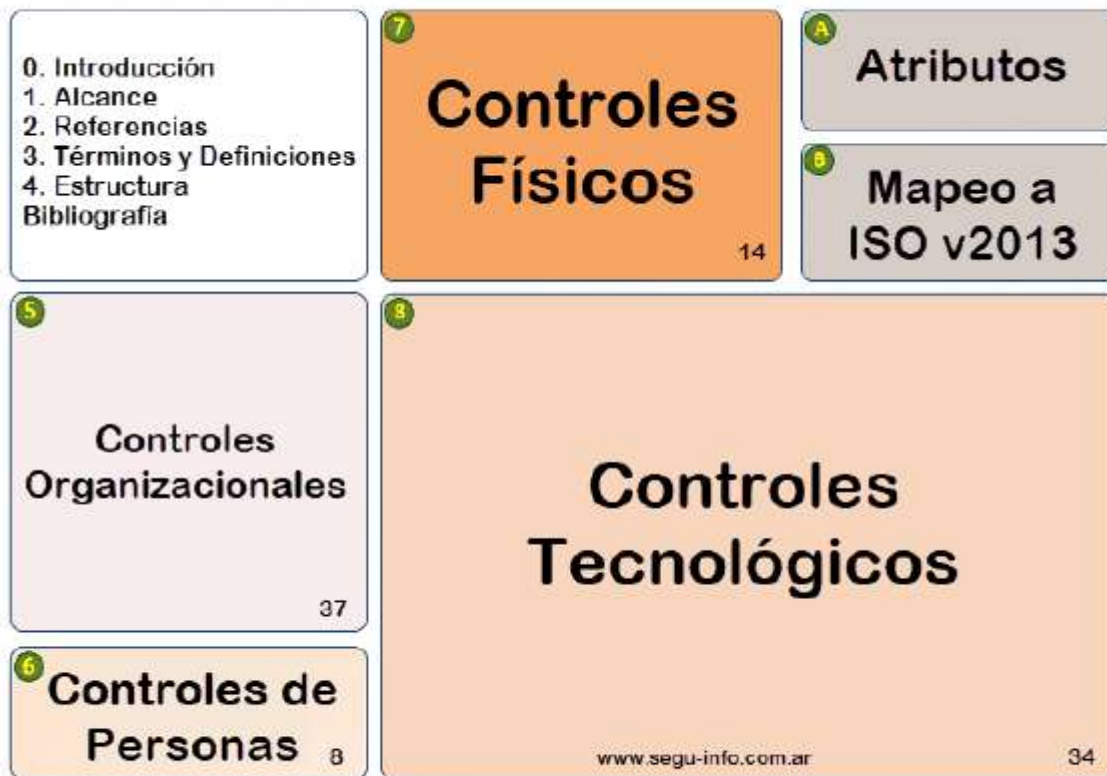 0. Introducción
1. Alcance
2. Referencias
3. Términos y Definiciones
4. Estructura
Bibliografía
7
Controles
Físicos
14
A
Atributos
B
Mapeo a
ISO v2013
5
Controles
Organizacionales
37
6
Controles de
Personas
8
8
Controles
Tecnológicos
www.segu-info.com.ar
34